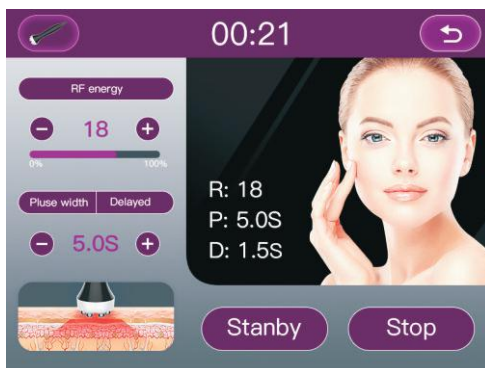 00:21
RF energy
18
0% 100%
Pluse width Delayed
5.0S
R: 18
P: 5.0S
D: 1.5S
Stanby Stop